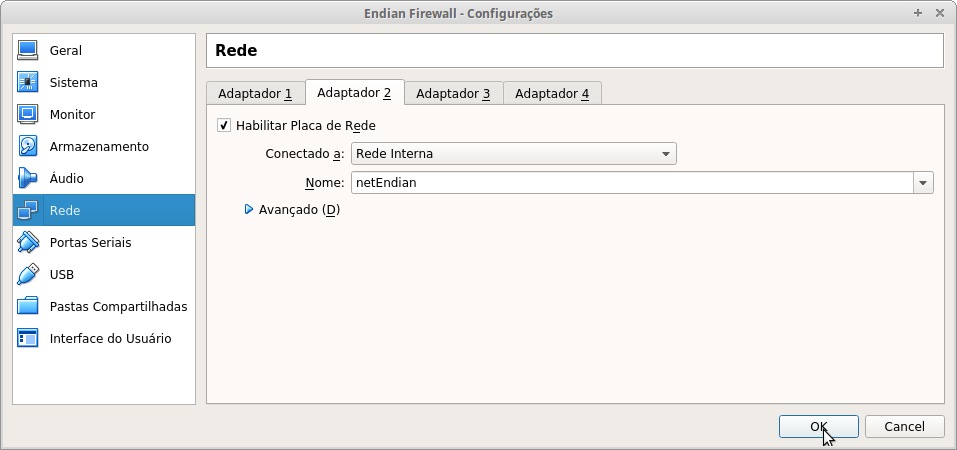 Endian Firewall - Configurações
Geral
Sistema
Monitor
Armazenamento
Áudio
Rede
Portas Seriais
USB
Pastas Compartilhadas
Interface do Usuário
Rede
Adaptador 1 Adaptador 2 Adaptador 3 Adaptador 4
Habilitar Placa de Rede
Conectado a: Rede Interna
Nome: netEndian
Avançado (D)
OK Cancel